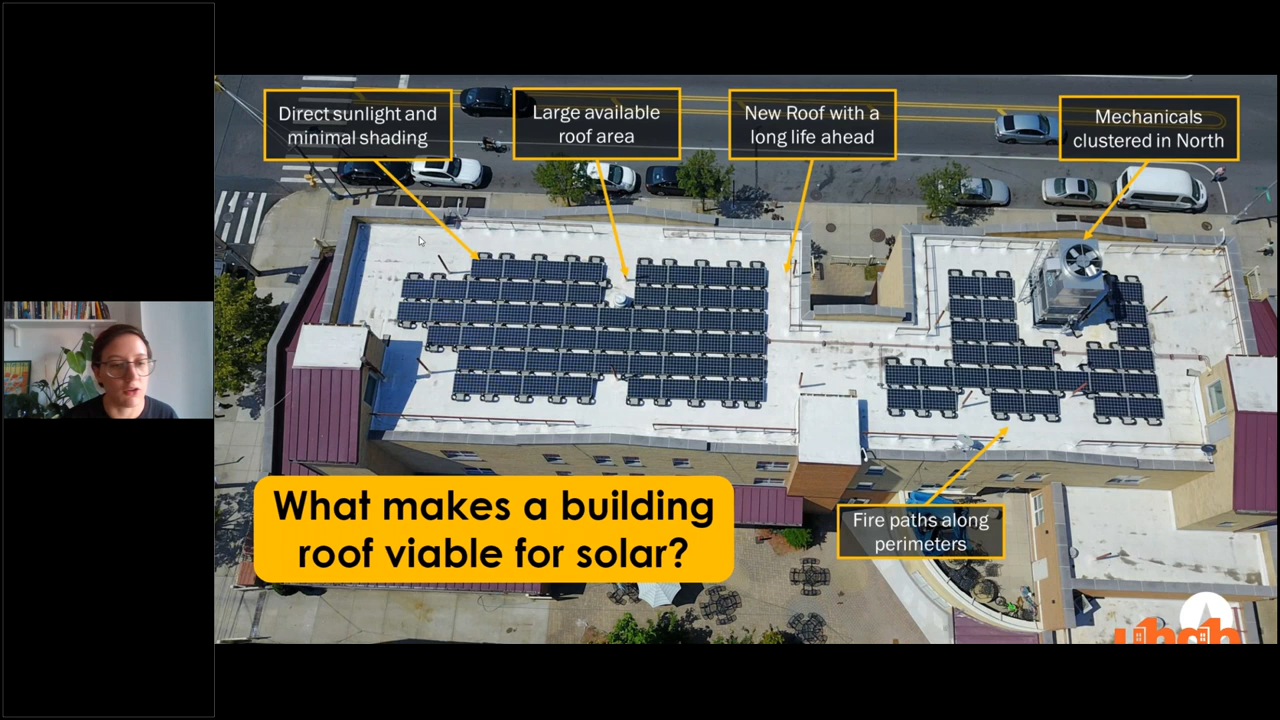 Direct sunlight and
minimal shading
Large available
roof area
New Roof with a
long life ahead
Mechanicals
clustered in North
What makes a building
roof viable for solar?
Fire paths along
perimeters